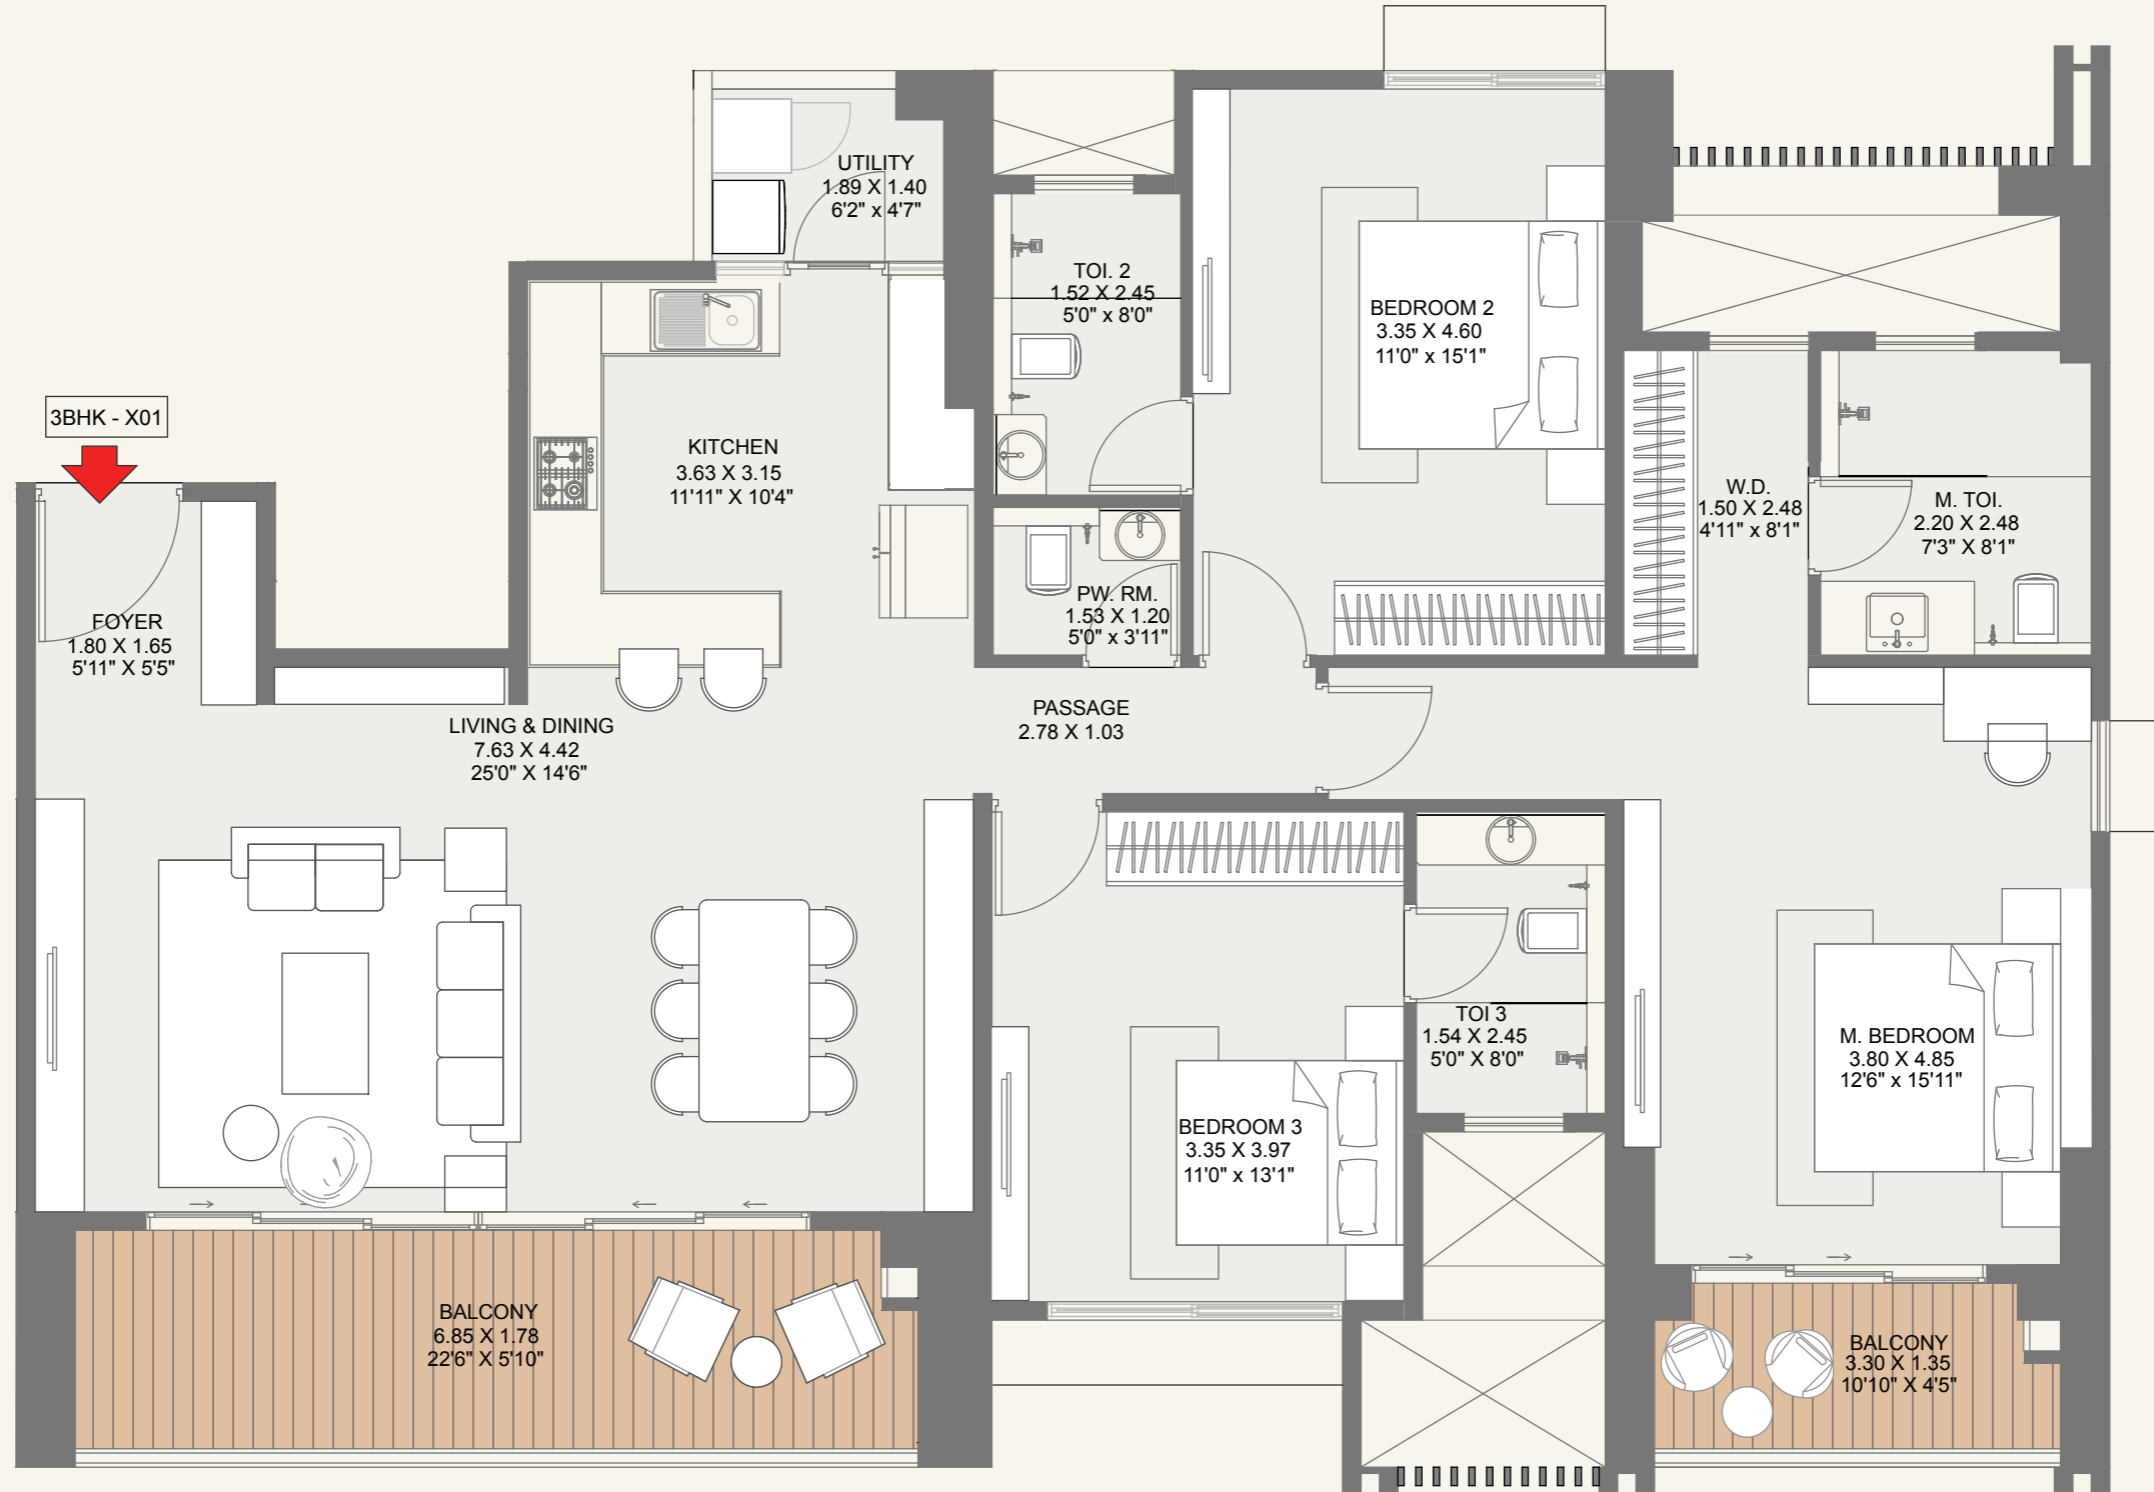 UTILITY
1.89 X 1.40
6'2" x 4'7"
TOI. 2
1.52 X 2.45
5'0" x 8'0"
BEDROOM 2
3.35 X 4.60
11'0" x 15'1"
3BHK - X01
KITCHEN
3.63 X 3.15
11'11" X 10'4"
W.D.
1.50 X 2.48
4'11" x 8'1"
M. TOI.
2.20 X 2.48
7'3" X 8'1"
FOYER
1.80 X 1.65
5'11" X 5'5"
PW. RM.
1.53 X 1.20
5'0" x 3'11"
LIVING & DINING
7.63 X 4.42
25'0" X 14'6"
PASSAGE
2.78 X 1.03
TOI 3
1.54 X 2.45
5'0" X 8'0"
M. BEDROOM
3.80 X 4.85
12'6" x 15'11"
BEDROOM 3
3.35 X 3.97
11'0" x 13'1"
BALCONY
6.85 X 1.78
22'6" X 5'10"
BALCONY
3.30 X 1.35
10'10" X 4'5"